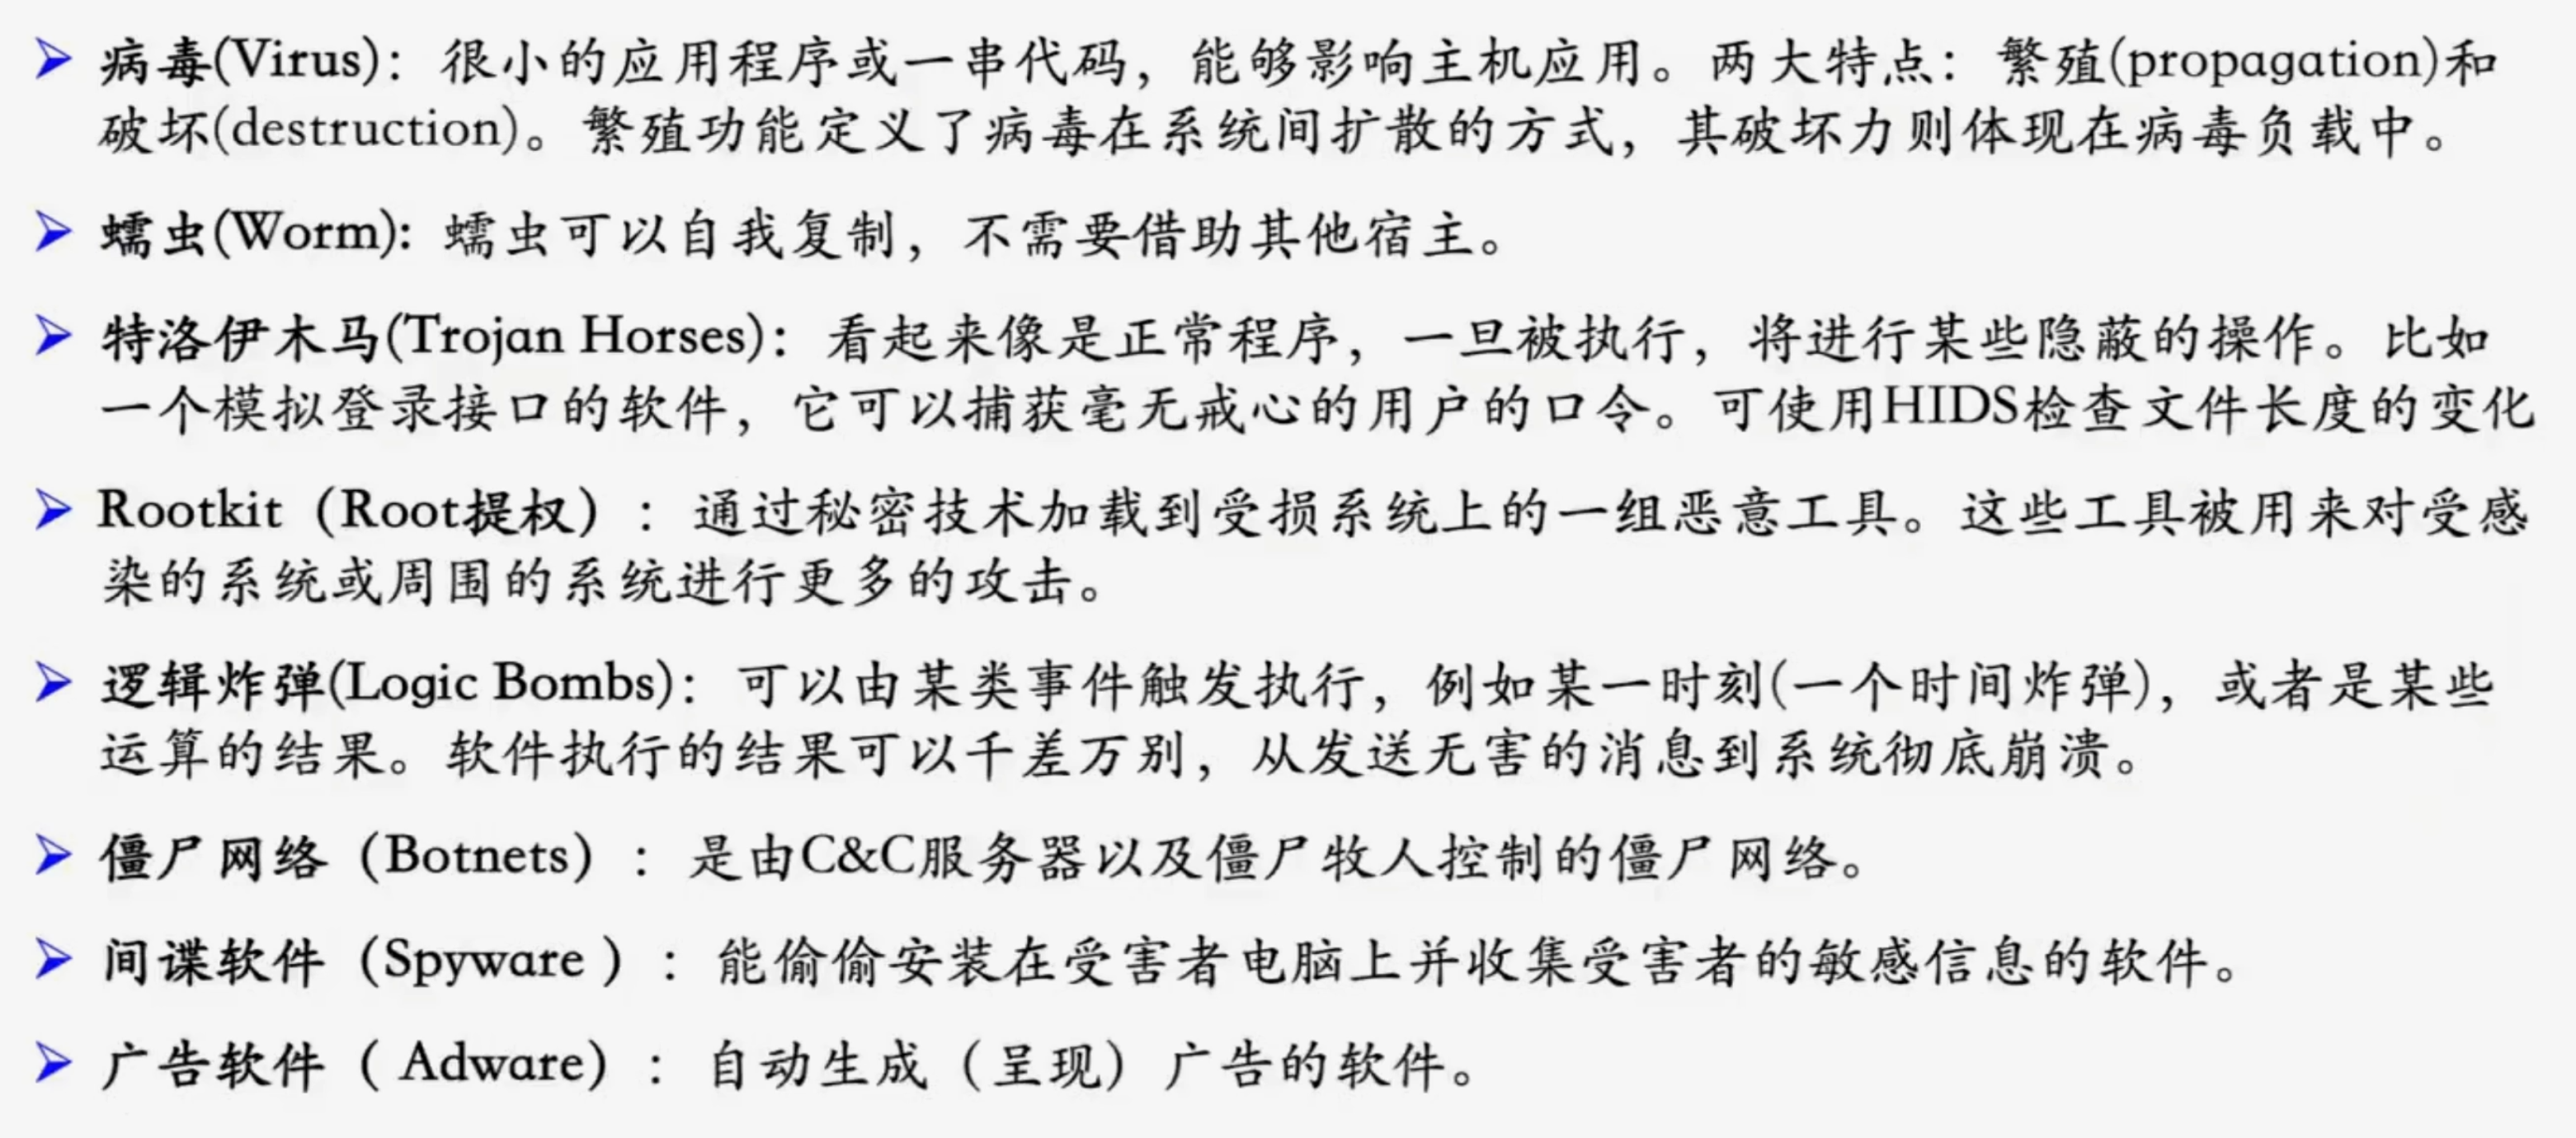 ➢ 病毒(Virus)：很小的应用程序或一串代码，能够影响主机应用。两大特点：繁殖(propagation)和
破坏(destruction)。繁殖功能定义了病毒在系统间扩散的方式，其破坏力则体现在病毒负载中。
➢ 蠕虫(Worm): 蠕虫可以自我复制，不需要借助其他宿主。
➢ 特洛伊木马(Trojan Horses)：看起来像是正常程序，一旦被执行，将进行某些隐蔽的操作。比如
一个模拟登录接口的软件，它可以捕获毫无戒心的用户的口令。可使用HIDS检查文件长度的变化
➢ Rootkit（Root提权）：通过秘密技术加载到受损系统上的一组恶意工具。这些工具被用来对受感
染的系统或周围的系统进行更多的攻击。
➢ 逻辑炸弹(Logic Bombs)：可以由某类事件触发执行，例如某一时刻(一个时间炸弹)，或者是某些
运算的结果。软件执行的结果可以千差万别，从发送无害的消息到系统彻底崩溃。
➢ 僵尸网络（Botnets）：是由C&C服务器以及僵尸牧人控制的僵尸网络。
➢ 间谍软件（Spyware ）：能偷偷安装在受害者电脑上并收集受害者的敏感信息的软件。
➢ 广告软件（ Adware）：自动生成（呈现）广告的软件。